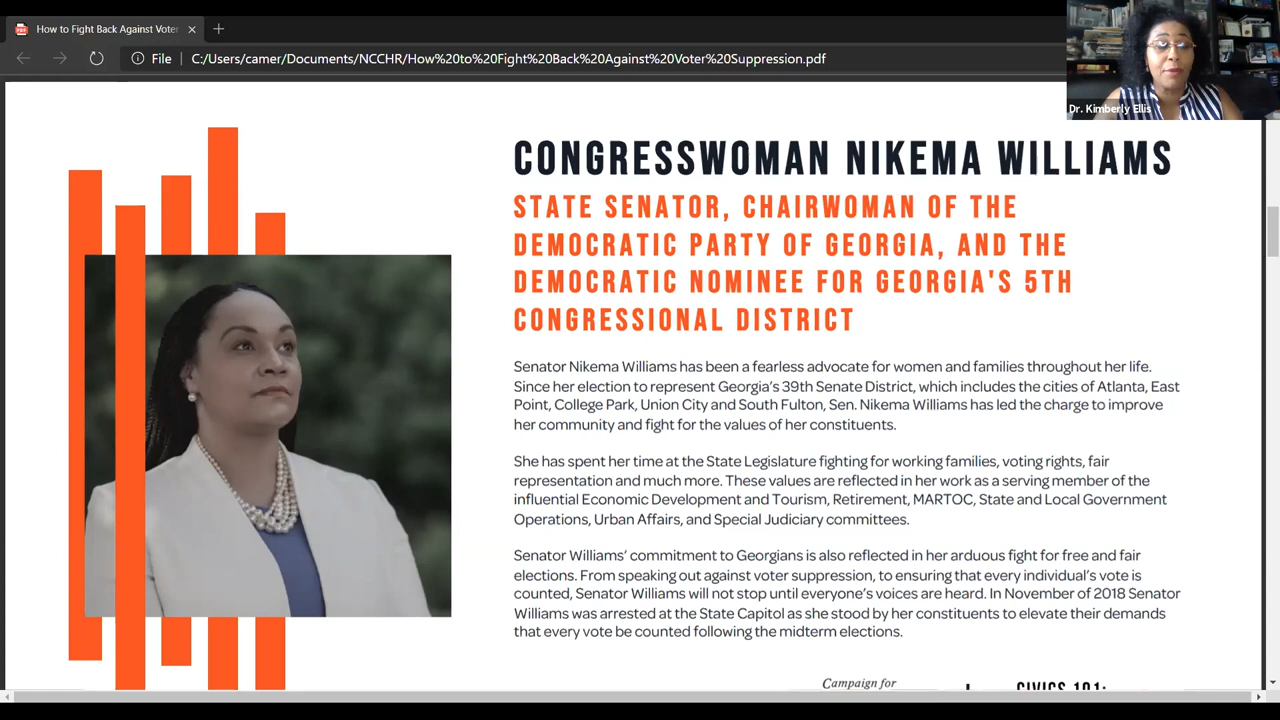 How to Fight Back Against Voter
File
C:/Users/camer/Documents/NCCHR/How%20to%20Fight%20Back%20Against%20Voter%20Suppression.pdf
Dr. Kimberly Ellis
CONGRESSWOMAN NIKEMA WILLIAMS
STATE SENATOR, CHAIRWOMAN OF THE
DEMOCRATIC PARTY OF GEORGIA, AND THE
DEMOCRATIC NOMINEE FOR GEORGIA'S 5TH
CONGRESSIONAL DISTRICT
Senator Nikema Williams has been a fearless advocate for women and families throughout her life.
Since her election to represent Georgia's 39th Senate District, which includes the cities of Atlanta, East
Point, College Park, Union City and South Fulton, Sen. Nikema Williams has led the charge to improve
her community and fight for the values of her constituents.
She has spent her time at the State Legislature fighting for working families, voting rights, fair
representation and much more. These values are reflected in her work as a serving member of the
influential Economic Development and Tourism, Retirement, MARTOC, State and Local Government
Operations, Urban Affairs, and Special Judiciary committees.
Senator Williams' commitment to Georgians is also reflected in her arduous fight for free and fair
elections. From speaking out against voter suppression, to ensuring that every individual's vote is
counted, Senator Williams will not stop until everyone's voices are heard. In November of 2018 Senator
Williams was arrested at the State Capitol as she stood by her constituents to elevate their demands
that every vote be counted following the midterm elections.
Campaign for
CIVICS 101: